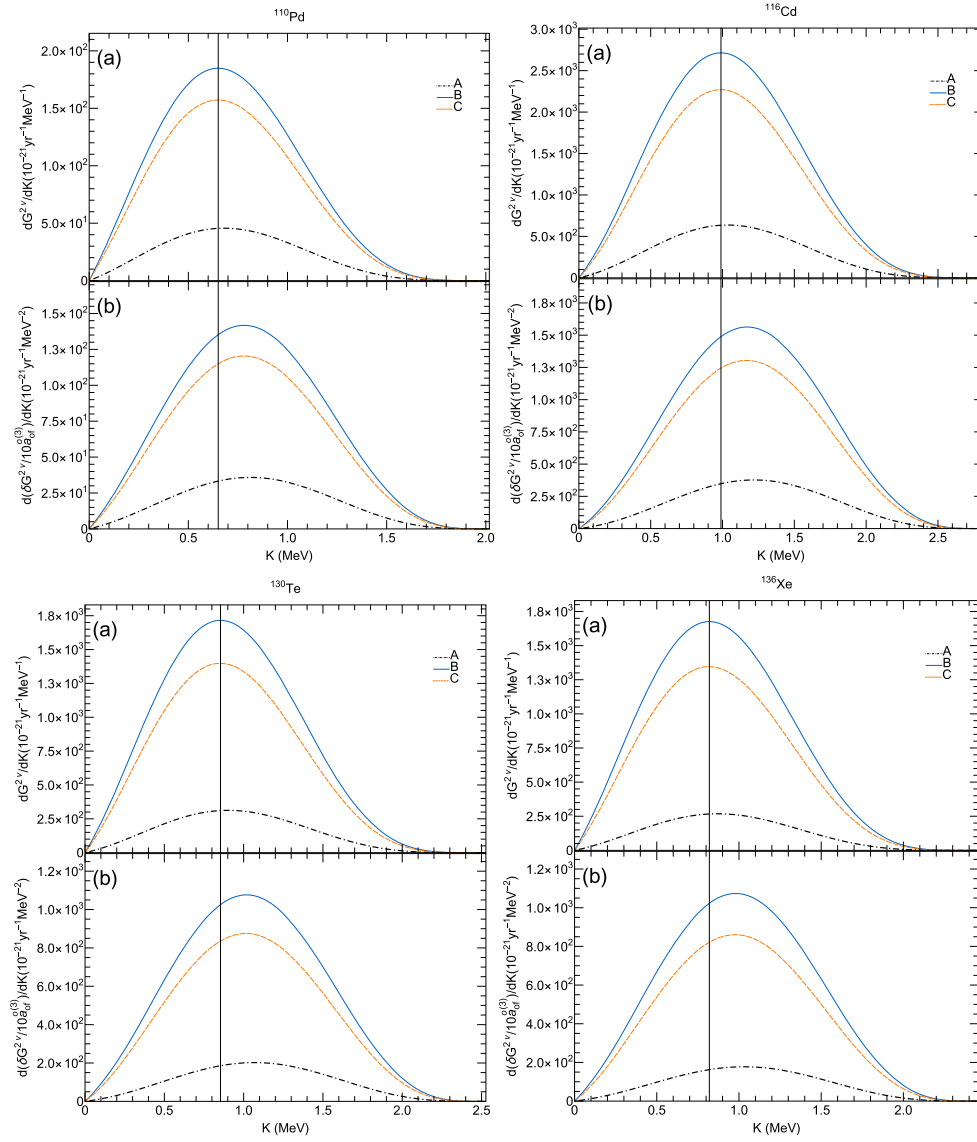 ¹¹⁰Pd
(a)
A
B
C
dG²ᵛ/dK(10⁻²¹yr⁻¹MeV⁻¹)
2.0×10²
1.5×10²
1.0×10²
5.0×10¹
0
(b)
d(δG²ᵛ/10å_of^o(3))/dK(10⁻²¹yr⁻¹MeV⁻²)
1.5×10²
1.3×10²
1.0×10²
7.5×10¹
5.0×10¹
2.5×10¹
0
0 0.5 1.0 1.5 2.0
K (MeV)
¹¹⁶Cd
(a)
A
B
C
dG²ᵛ/dK(10⁻²¹yr⁻¹MeV⁻¹)
3.0×10³
2.5×10³
2.0×10³
1.5×10³
1.0×10³
5.0×10²
0
(b)
d(δG²ᵛ/10å_of^o(3))/dK(10⁻²¹yr⁻¹MeV⁻²)
1.8×10³
1.5×10³
1.3×10³
1.0×10³
7.5×10²
5.0×10²
2.5×10²
0
0 0.5 1.0 1.5 2.0 2.5
K (MeV)
¹³⁰Te
(a)
A
B
C
dG²ᵛ/dK(10⁻²¹yr⁻¹MeV⁻¹)
1.8×10³
1.5×10³
1.3×10³
1.0×10³
7.5×10²
5.0×10²
2.5×10²
0
(b)
d(δG²ᵛ/10å_of^o(3))/dK(10⁻²¹yr⁻¹MeV⁻²)
1.2×10³
1.0×10³
8.0×10²
6.0×10²
4.0×10²
2.0×10²
0
0 0.5 1.0 1.5 2.0 2.5
K (MeV)
¹³⁶Xe
(a)
A
B
C
dG²ᵛ/dK(10⁻²¹yr⁻¹MeV⁻¹)
1.8×10³
1.5×10³
1.3×10³
1.0×10³
7.5×10²
5.0×10²
2.5×10²
0
(b)
d(δG²ᵛ/10å_of^o(3))/dK(10⁻²¹yr⁻¹MeV⁻²)
1.2×10³
1.0×10³
8.0×10²
6.0×10²
4.0×10²
2.0×10²
0
0 0.5 1.0 1.5 2.0
K (MeV)